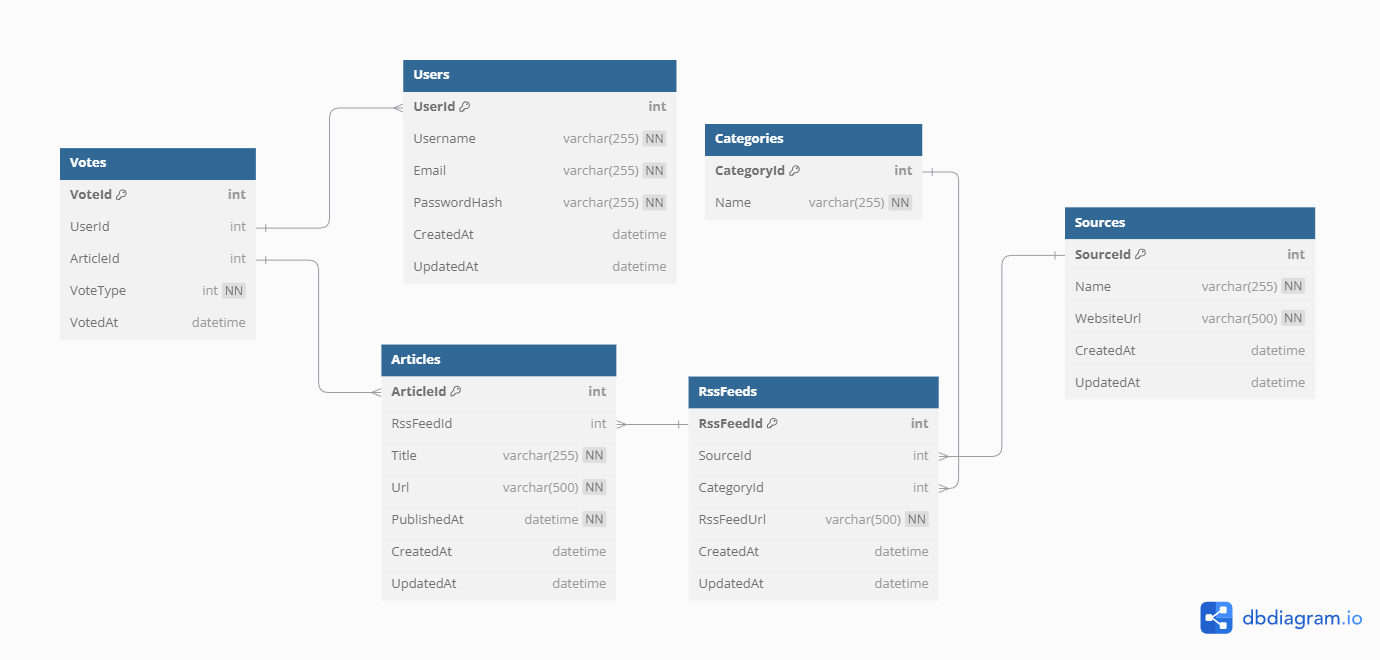 Users
UserId int
Username varchar(255) NN
Email varchar(255) NN
PasswordHash varchar(255) NN
CreatedAt datetime
UpdatedAt datetime
Categories
CategoryId int
Name varchar(255) NN
Votes
VoteId int
UserId int
ArticleId int
VoteType int NN
VotedAt datetime
Sources
SourceId int
Name varchar(255) NN
WebsiteUrl varchar(500) NN
CreatedAt datetime
UpdatedAt datetime
Articles
ArticleId int
RssFeedId int
Title varchar(255) NN
Url varchar(500) NN
PublishedAt datetime NN
CreatedAt datetime
UpdatedAt datetime
RssFeeds
RssFeedId int
SourceId int
CategoryId int
RssFeedUrl varchar(500) NN
CreatedAt datetime
UpdatedAt datetime
dbdiagram.io